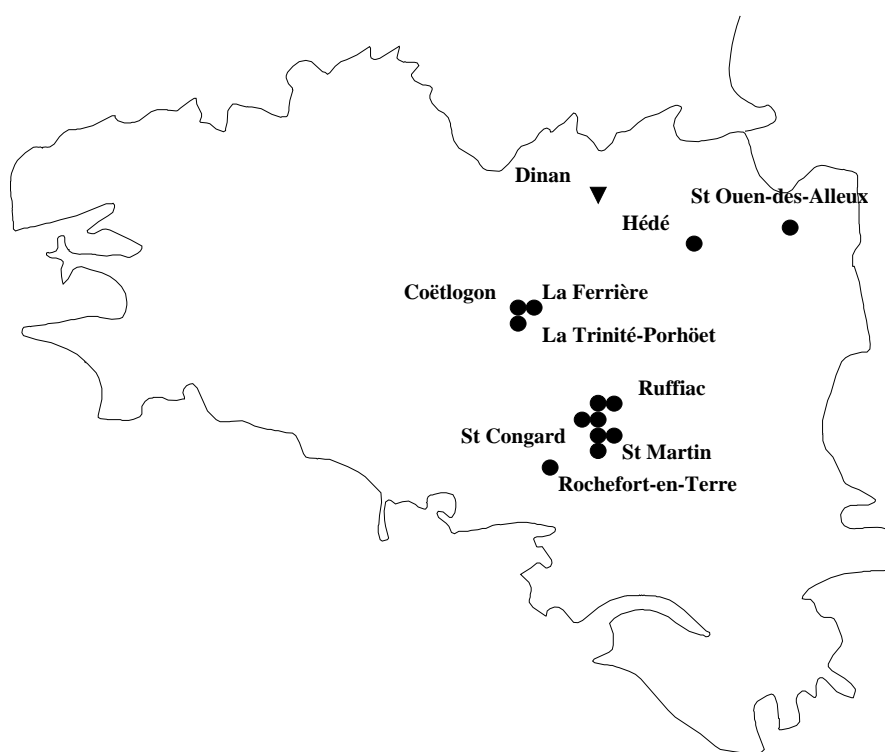 Dinan
St Ouen-des-Alleux
Hédé
Coëtlogon
La Ferrière
La Trinité-Porhöet
Ruffiac
St Congard
St Martin
Rochefort-en-Terre